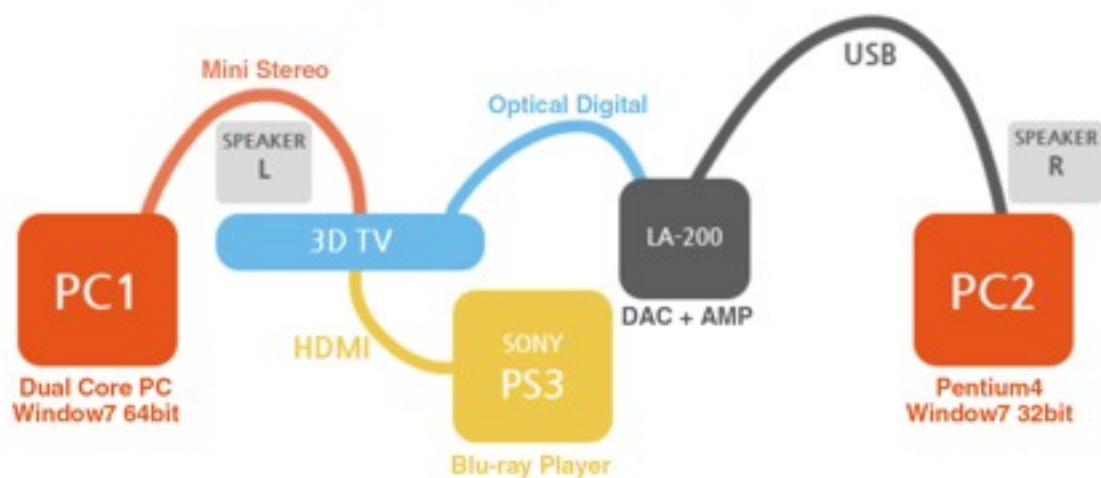 USB
Mini Stereo
Optical Digital
SPEAKER
L
SPEAKER
R
3D TV
LA-200
PC1
PC2
DAC + AMP
HDMI
SONY
PS3
Dual Core PC
Window7 64bit
Pentium4
Window7 32bit
Blu-ray Player